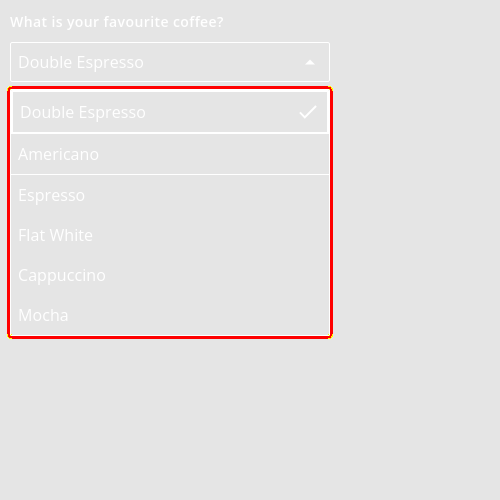 What is your favourite coffee?
Double Espresso
Double Espresso
Americano
Espresso
Flat White
Cappuccino
Mocha